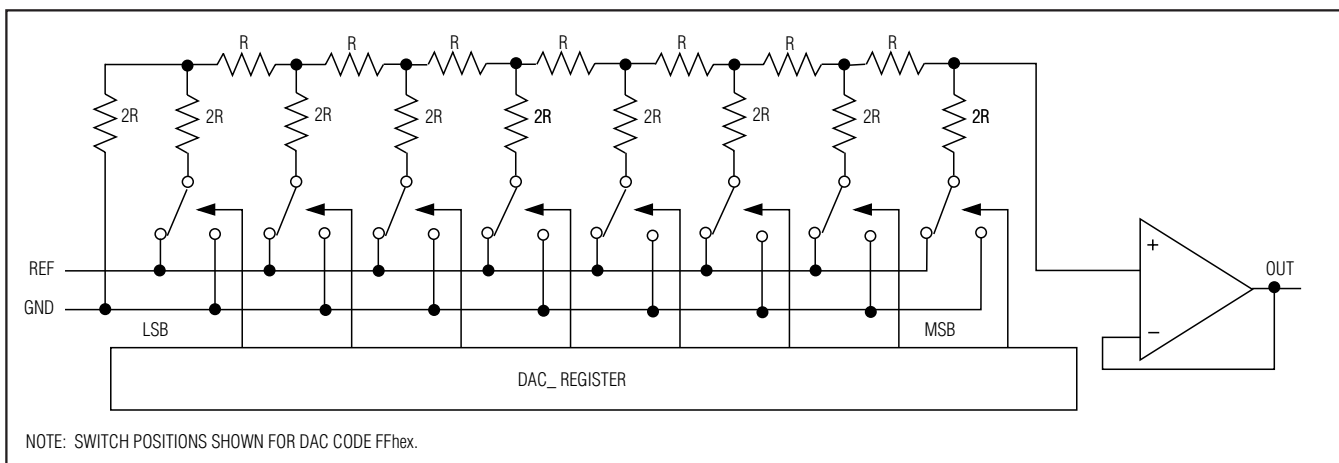 R R R R R R R
2R 2R 2R 2R 2R 2R 2R 2R 2R
REF
GND
LSB MSB
DAC_ REGISTER
+
−
OUT
NOTE: SWITCH POSITIONS SHOWN FOR DAC CODE FFhex.